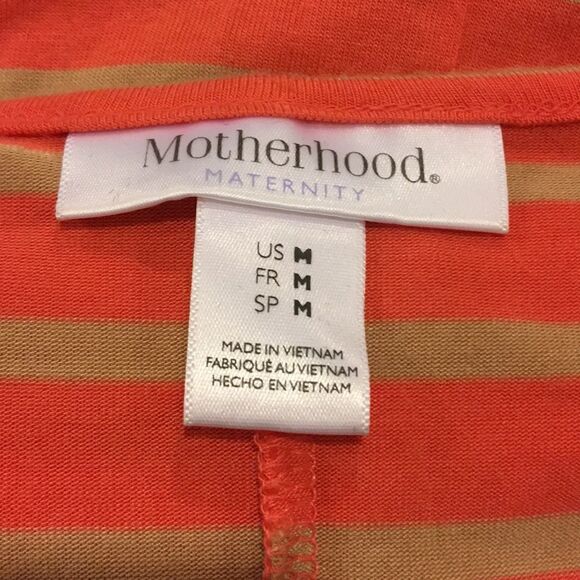 Motherhood®
MATERNITY
US M
FR M
SP M
MADE IN VIETNAM
FABRIQUÉ AU VIETNAM
HECHO EN VIETNAM